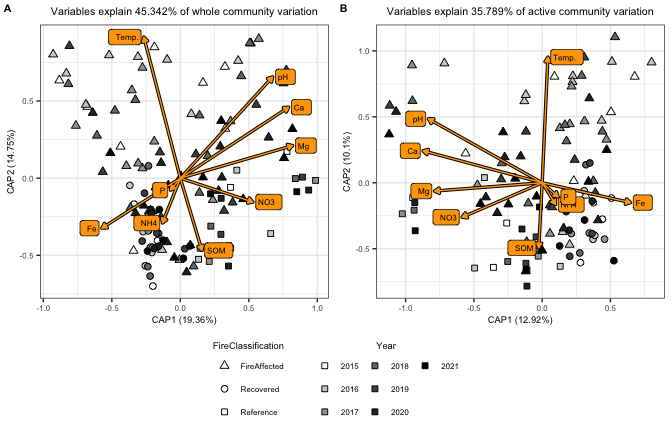 A
Variables explain 45.342% of whole community variation
CAP2 (14.75%)
0.5
0.0
-0.5
-1.0
-0.5
0.0
0.5
1.0
CAP1 (19.36%)
Temp.
pH
Ca
Mg
P
NO3
NH4
Fe
SOM
B
Variables explain 35.789% of active community variation
CAP2 (10.1%)
1.0
0.5
0.0
-0.5
-1.0
-0.5
0.0
0.5
CAP1 (12.92%)
Temp.
pH
Ca
Mg
P
NH4
Fe
NO3
SOM
FireClassification
FireAffected
Recovered
Reference
Year
2015
2016
2017
2018
2019
2020
2021